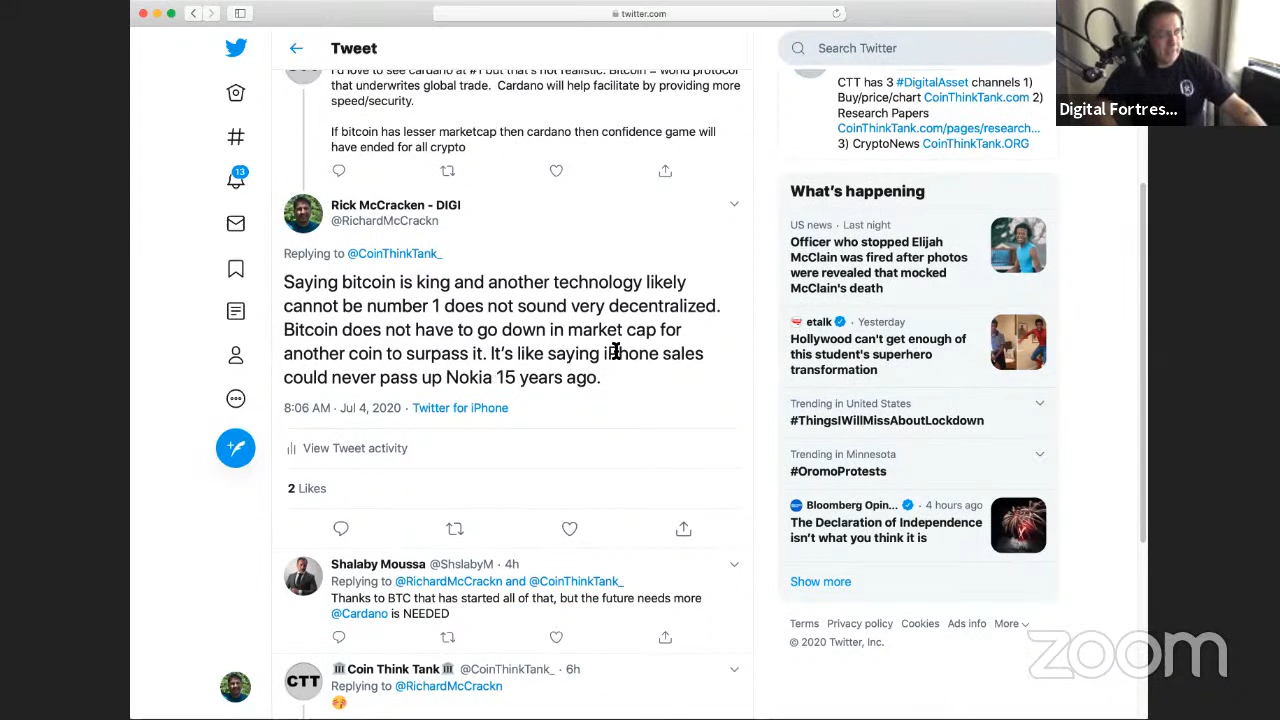 twitter.com
Tweet
I'd love to see cardano at #1 but that's not realistic. Bitcoin = world protocol
that underwrites global trade. Cardano will help facilitate by providing more
speed/security.
If bitcoin has lesser marketcap then cardano then confidence game will
have ended for all crypto
Rick McCracken - DIGI
@RichardMcCrackn
Replying to @CoinThinkTank_
Saying bitcoin is king and another technology likely
cannot be number 1 does not sound very decentralized.
Bitcoin does not have to go down in market cap for
another coin to surpass it. It's like saying iPhone sales
could never pass up Nokia 15 years ago.
8:06 AM · Jul 4, 2020 · Twitter for iPhone
View Tweet activity
2 Likes
Shalaby Moussa @ShslabyM · 4h
Replying to @RichardMcCrackn and @CoinThinkTank_
Thanks to BTC that has started all of that, but the future needs more
@Cardano is NEEDED
CTT
🏛Coin Think Tank🏛 @CoinThinkTank_ · 6h
Replying to @RichardMcCrackn
13
Search Twitter
CTT has 3 #DigitalAsset channels 1)
Buy/price/chart CoinThinkTank.com 2)
Research Papers
CoinThinkTank.com/pages/research...
3) CryptoNews CoinThinkTank.ORG
What's happening
US news · Last night
Officer who stopped Elijah
McClain was fired after photos
were revealed that mocked
McClain's death
etalk · Yesterday
Hollywood can't get enough of
this student's superhero
transformation
Trending in United States
#ThingsIWillMissAboutLockdown
Trending in Minnesota
#OromoProtests
Bloomberg Opin... · 4 hours ago
The Declaration of Independence
isn't what you think it is
Show more
Terms Privacy policy Cookies Ads info More
© 2020 Twitter, Inc.
Digital Fortres...
zoom